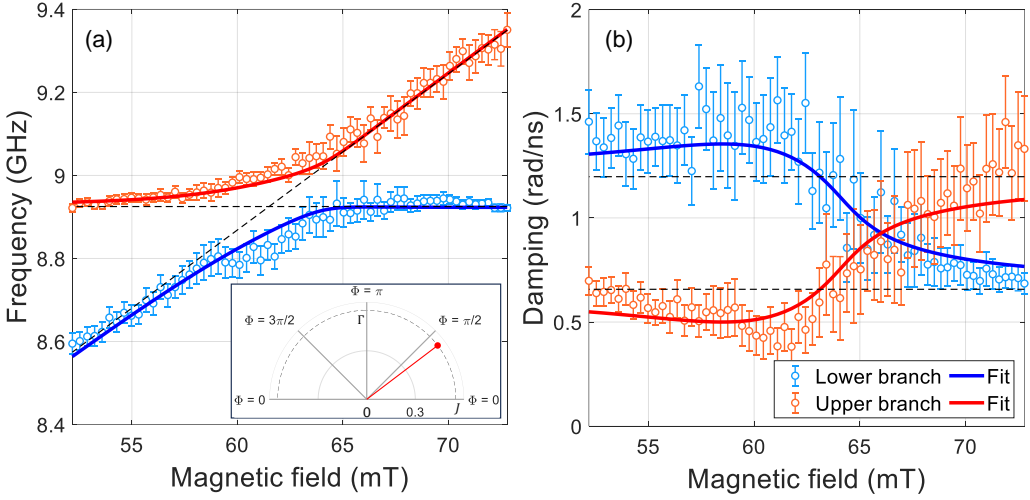 (a)
Frequency (GHz)
9.4
9.2
9
8.8
8.6
8.4
55
60
65
70
Magnetic field (mT)
Φ = π
Φ = 3π/2
Γ
Φ = π/2
Φ = 0
0
0.3
J
Φ = 0
(b)
Damping (rad/ns)
2
1.5
1
0.5
0
55
60
65
70
Magnetic field (mT)
Lower branch
Fit
Upper branch
Fit